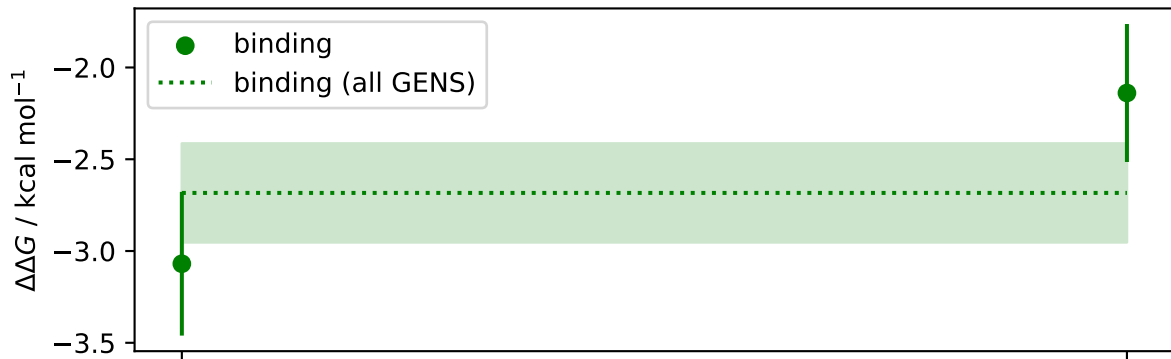 binding
binding (all GENS)
ΔΔG / kcal mol⁻¹
−2.0
−2.5
−3.0
−3.5